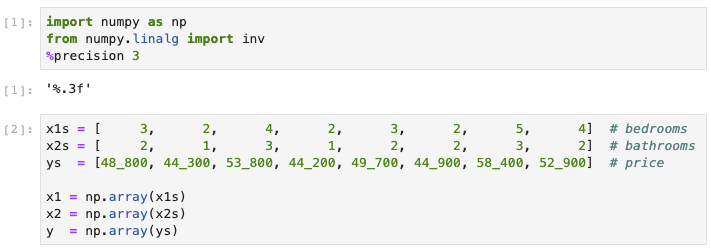 [1]: import numpy as np
from numpy.linalg import inv
%precision 3
[1]: '%.3f'
[2]: x1s = [     3,      2,      4,      2,      3,      2,      5,      4]  # bedrooms
x2s = [     2,      1,      3,      1,      2,      2,      3,      2]  # bathrooms
ys  = [48_800, 44_300, 53_800, 44_200, 49_700, 44_900, 58_400, 52_900]  # price
x1 = np.array(x1s)
x2 = np.array(x2s)
y  = np.array(ys)